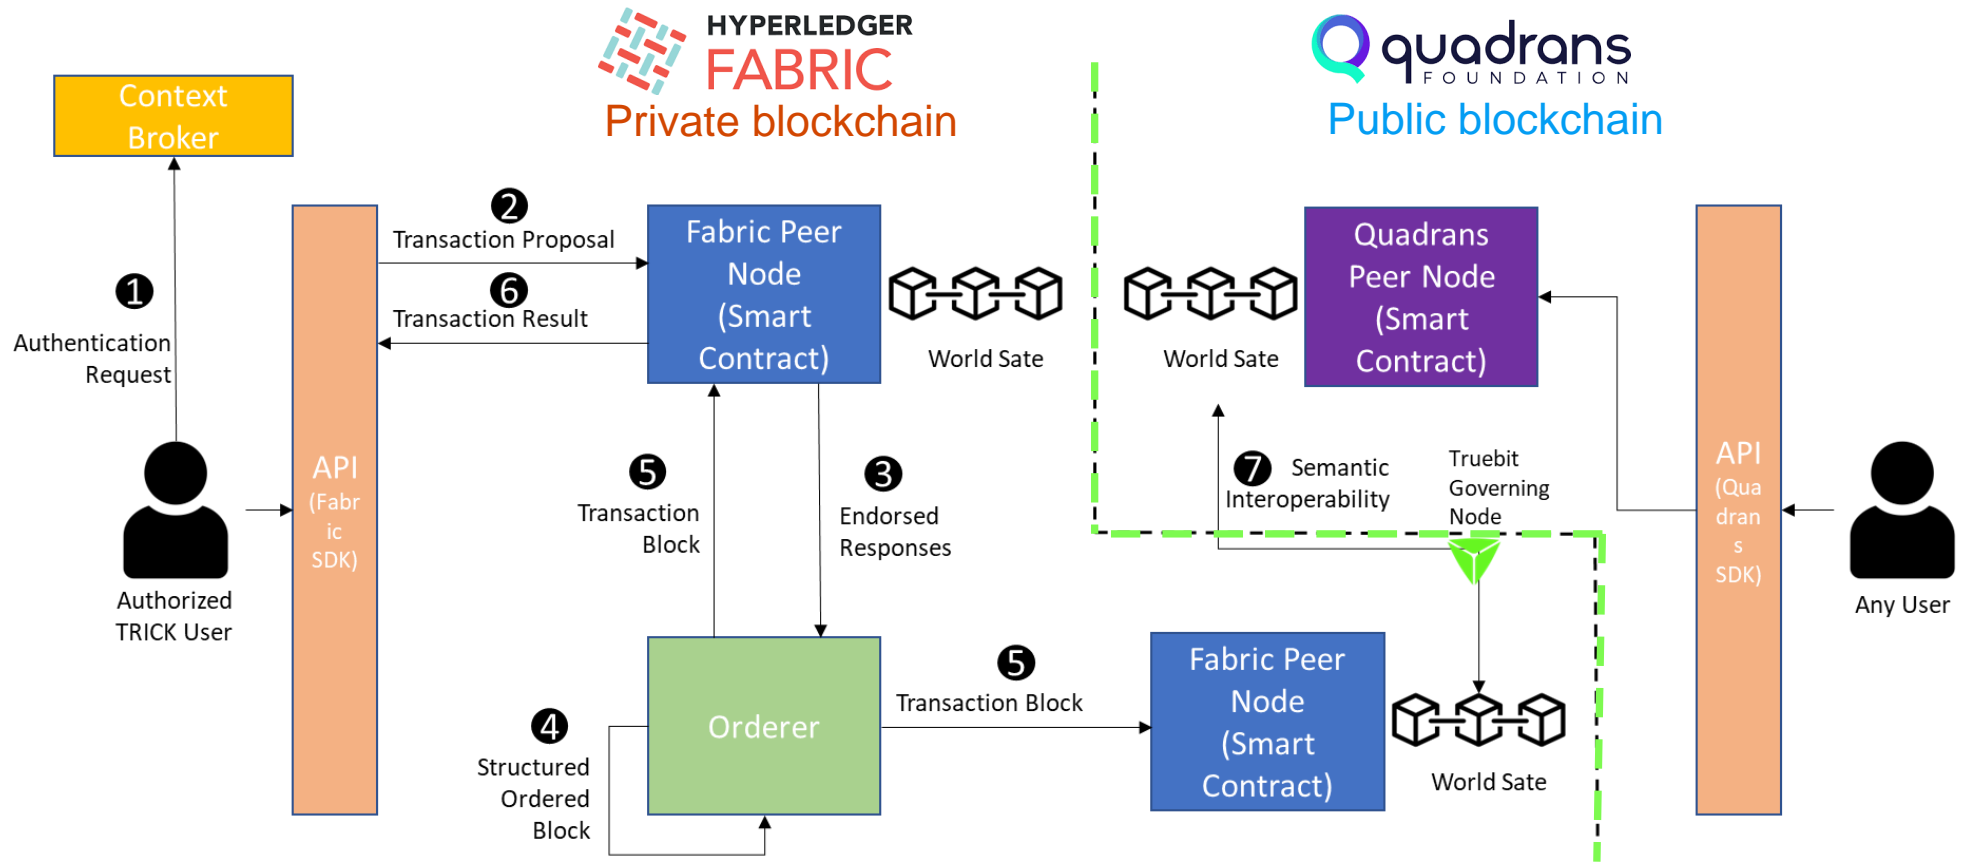 HYPERLEDGER
FABRIC
Private blockchain
quadrans
FOUNDATION
Public blockchain
Context
Broker
1
Authentication
Request
Authorized
TRICK User
API
(Fabr
ic
SDK)
2
Transaction Proposal
6
Transaction Result
Fabric Peer
Node
(Smart
Contract)
World Sate
5
Transaction
Block
3
Endorsed
Responses
4
Structured
Ordered
Block
Orderer
5
Transaction Block
Fabric Peer
Node
(Smart
Contract)
World Sate
World Sate
Quadrans
Peer Node
(Smart
Contract)
7
Semantic
Interoperability
Truebit
Governing
Node
API
(Qua
dran
s
SDK)
Any User